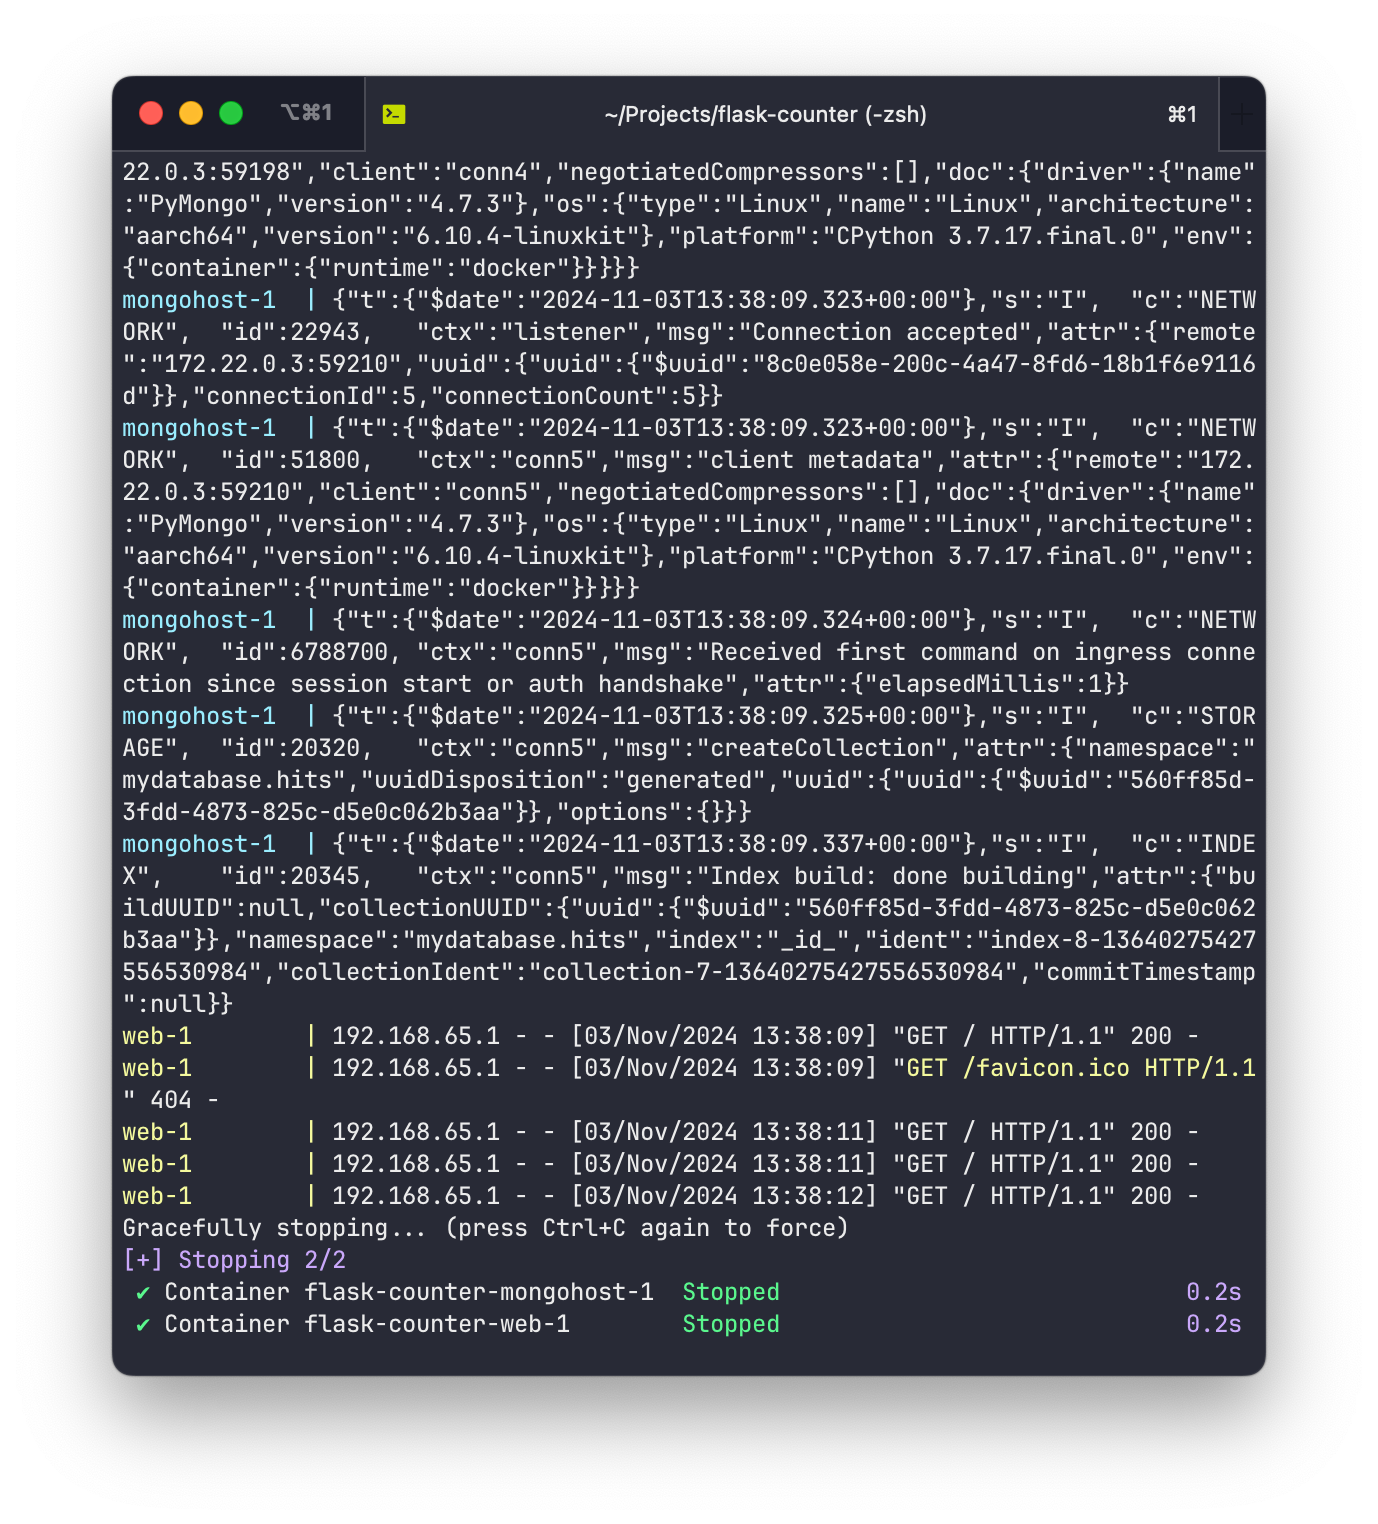 ⌥⌘1
~/Projects/flask-counter (-zsh)
⌘1
22.0.3:59198","client":"conn4","negotiatedCompressors":[],"doc":{"driver":{"name"
:"PyMongo","version":"4.7.3"},"os":{"type":"Linux","name":"Linux","architecture":
"aarch64","version":"6.10.4-linuxkit"},"platform":"CPython 3.7.17.final.0","env":
{"container":{"runtime":"docker"}}}}}
mongohost-1  | {"t":{"$date":"2024-11-03T13:38:09.323+00:00"},"s":"I",  "c":"NETW
ORK",  "id":22943,   "ctx":"listener","msg":"Connection accepted","attr":{"remote
":"172.22.0.3:59210","uuid":{"uuid":{"$uuid":"8c0e058e-200c-4a47-8fd6-18b1f6e9116
d"}},"connectionId":5,"connectionCount":5}}
mongohost-1  | {"t":{"$date":"2024-11-03T13:38:09.323+00:00"},"s":"I",  "c":"NETW
ORK",  "id":51800,   "ctx":"conn5","msg":"client metadata","attr":{"remote":"172.
22.0.3:59210","client":"conn5","negotiatedCompressors":[],"doc":{"driver":{"name"
:"PyMongo","version":"4.7.3"},"os":{"type":"Linux","name":"Linux","architecture":
"aarch64","version":"6.10.4-linuxkit"},"platform":"CPython 3.7.17.final.0","env":
{"container":{"runtime":"docker"}}}}}
mongohost-1  | {"t":{"$date":"2024-11-03T13:38:09.324+00:00"},"s":"I",  "c":"NETW
ORK",  "id":6788700, "ctx":"conn5","msg":"Received first command on ingress conne
ction since session start or auth handshake","attr":{"elapsedMillis":1}}
mongohost-1  | {"t":{"$date":"2024-11-03T13:38:09.325+00:00"},"s":"I",  "c":"STOR
AGE",  "id":20320,   "ctx":"conn5","msg":"createCollection","attr":{"namespace":"
mydatabase.hits","uuidDisposition":"generated","uuid":{"uuid":{"$uuid":"560ff85d-
3fdd-4873-825c-d5e0c062b3aa"}},"options":{}}}
mongohost-1  | {"t":{"$date":"2024-11-03T13:38:09.337+00:00"},"s":"I",  "c":"INDE
X",    "id":20345,   "ctx":"conn5","msg":"Index build: done building","attr":{"bu
ildUUID":null,"collectionUUID":{"uuid":{"$uuid":"560ff85d-3fdd-4873-825c-d5e0c062
b3aa"}},"namespace":"mydatabase.hits","index":"_id_","ident":"index-8-13640275427
556530984","collectionIdent":"collection-7-13640275427556530984","commitTimestamp
":null}}
web-1        | 192.168.65.1 - - [03/Nov/2024 13:38:09] "GET / HTTP/1.1" 200 -
web-1        | 192.168.65.1 - - [03/Nov/2024 13:38:09] "GET /favicon.ico HTTP/1.1
" 404 -
web-1        | 192.168.65.1 - - [03/Nov/2024 13:38:11] "GET / HTTP/1.1" 200 -
web-1        | 192.168.65.1 - - [03/Nov/2024 13:38:11] "GET / HTTP/1.1" 200 -
web-1        | 192.168.65.1 - - [03/Nov/2024 13:38:12] "GET / HTTP/1.1" 200 -
Gracefully stopping... (press Ctrl+C again to force)
[+] Stopping 2/2
 ✔ Container flask-counter-mongohost-1  Stopped                             0.2s
 ✔ Container flask-counter-web-1        Stopped                             0.2s